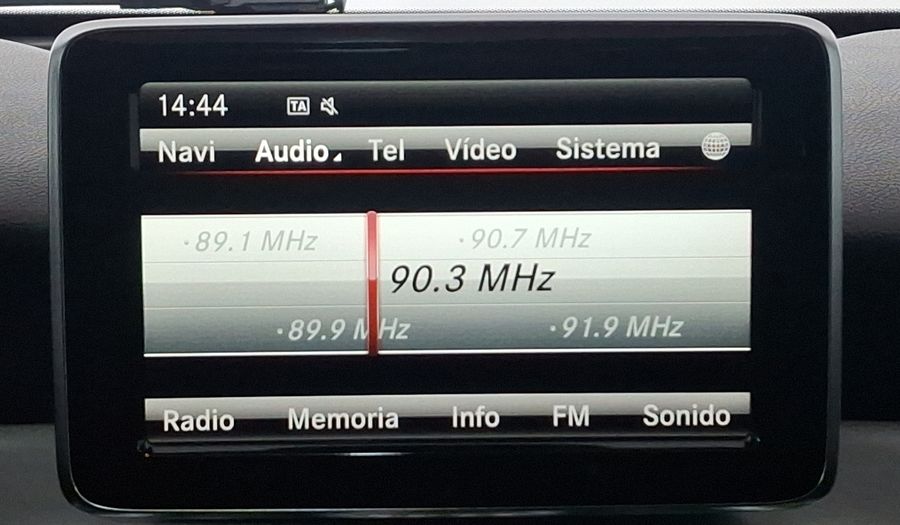 14:44 TA
Navi Audio Tel Vídeo Sistema
·89.1 MHz ·90.7 MHz
90.3 MHz
·89.9 MHz ·91.9 MHz
Radio Memoria Info FM Sonido